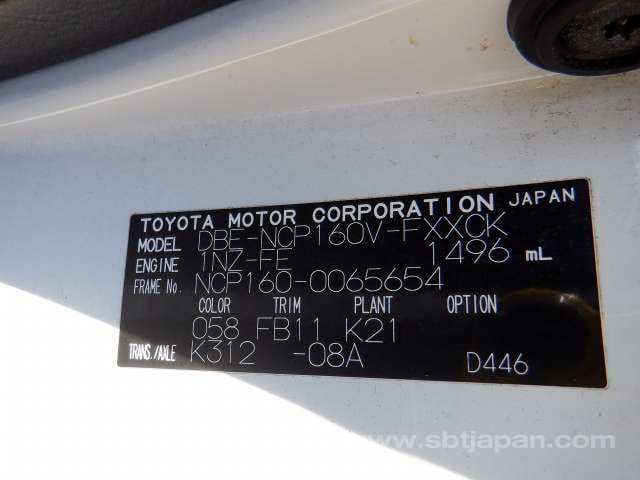 TOYOTA MOTOR CORPORATION JAPAN
MODEL DBE-NCP160V-FXXCK
ENGINE 1NZ-FE 1496 mL
FRAME No. NCP160-0065654
COLOR TRIM PLANT OPTION
058 FB11 K21
TRANS./AXLE K312 -08A D446
www.sbtjapan.com